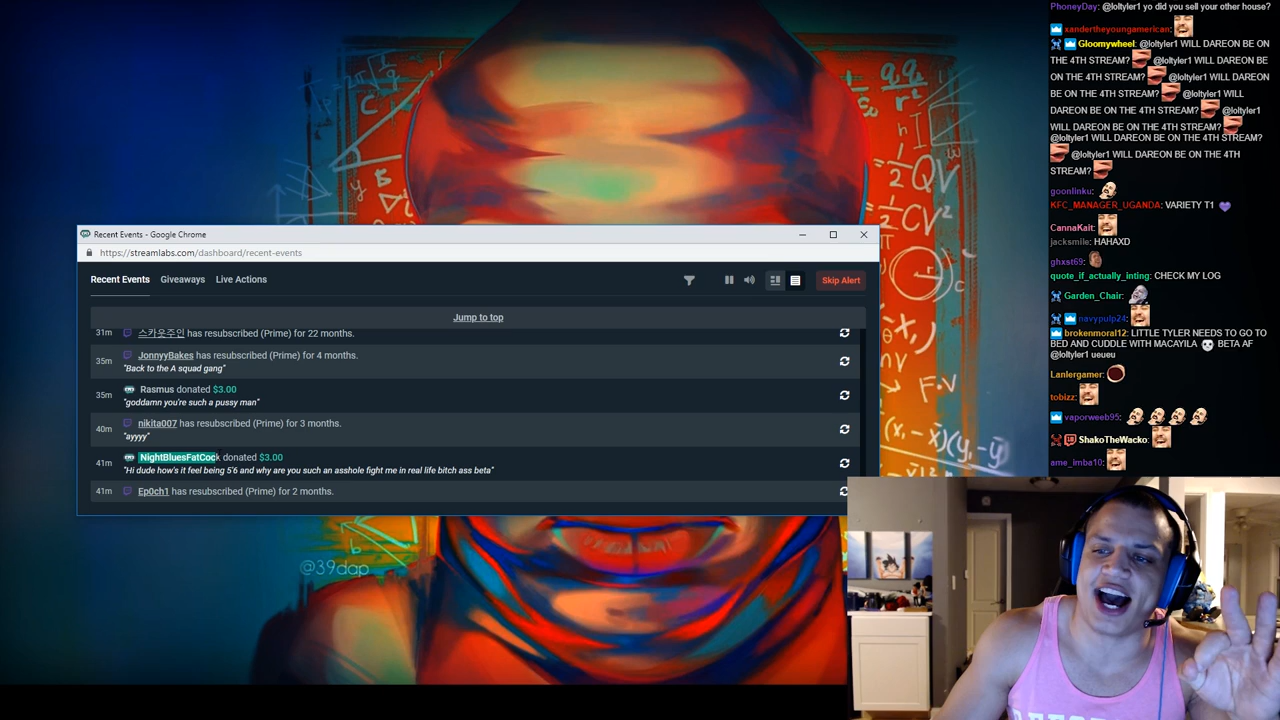 Recent Events - Google Chrome
https://streamlabs.com/dashboard/recent-events
Recent Events Giveaways Live Actions Skip Alert
Jump to top
31m 스카웃주인 has resubscribed (Prime) for 22 months.
35m JonnyyBakes has resubscribed (Prime) for 4 months.
"Back to the A squad gang"
35m Rasmus donated $3.00
"goddamn you're such a pussy man"
40m nikita007 has resubscribed (Prime) for 3 months.
"ayyyy"
41m NightBluesFatCock donated $3.00
"Hi dude how's it feel being 5'6 and why are you such an asshole fight me in real life bitch ass beta"
41m Ep0ch1 has resubscribed (Prime) for 2 months.
@39dap
PhoneyDay: @loltyler1 yo did you sell your other house?
xandertheyoungamerican:
Gloomywheel: @loltyler1 WILL DAREON BE ON
THE 4TH STREAM? @loltyler1 WILL DAREON BE
ON THE 4TH STREAM? @loltyler1 WILL DAREON
BE ON THE 4TH STREAM? @loltyler1 WILL
DAREON BE ON THE 4TH STREAM? @loltyler1
WILL DAREON BE ON THE 4TH STREAM?
@loltyler1 WILL DAREON BE ON THE 4TH STREAM?
@loltyler1 WILL DAREON BE ON THE 4TH
STREAM?
goonlinku:
KFC_MANAGER_UGANDA: VARIETY T1
CannaKait:
jacksmile: HAHAXD
ghxst69:
quote_if_actually_inting: CHECK MY LOG
Garden_Chair:
navypulp24:
brokenmoral12: LITTLE TYLER NEEDS TO GO TO
BED AND CUDDLE WITH MACAYILA BETA AF
@loltyler1 ueueu
Lanlergamer:
tobizz:
vaporweeb95:
ShakoTheWacko:
ame_imba10:
QV
CV²
F·V